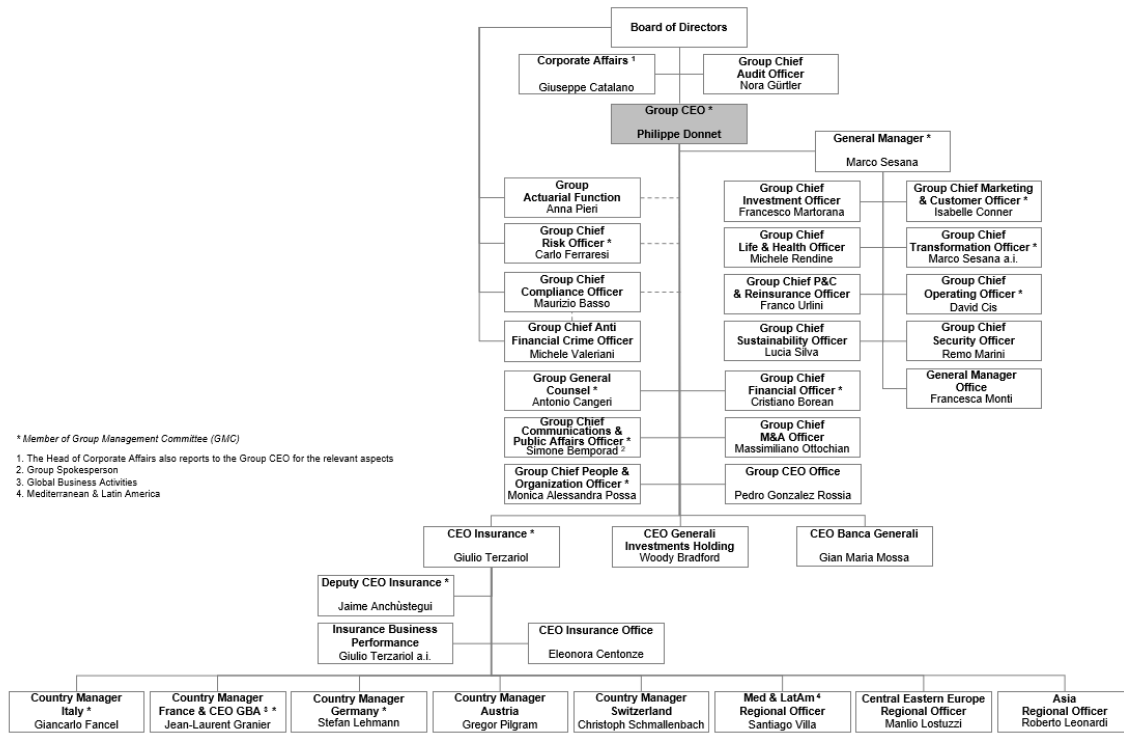 Board of Directors
Corporate Affairs ¹
Giuseppe Catalano
Group Chief
Audit Officer
Nora Gürtler
Group CEO *
Philippe Donnet
General Manager *
Marco Sesana
Group
Actuarial Function
Anna Pieri
Group Chief
Investment Officer
Francesco Martorana
Group Chief Marketing
& Customer Officer *
Isabelle Conner
Group Chief
Risk Officer *
Carlo Ferraresi
Group Chief
Life & Health Officer
Michele Rendine
Group Chief
Transformation Officer *
Marco Sesana a.i.
Group Chief
Compliance Officer
Maurizio Basso
Group Chief P&C
& Reinsurance Officer
Franco Urlini
Group Chief
Operating Officer *
David Cis
Group Chief Anti
Financial Crime Officer
Michele Valeriani
Group Chief
Sustainability Officer
Lucia Silva
Group Chief
Security Officer
Remo Marini
Group General
Counsel *
Antonio Cangeri
Group Chief
Financial Officer *
Cristiano Borean
General Manager
Office
Francesca Monti
Group Chief
Communications &
Public Affairs Officer *
Simone Bemporad ²
Group Chief
M&A Officer
Massimiliano Ottochian
Group Chief People &
Organization Officer *
Monica Alessandra Possa
Group CEO Office
Pedro Gonzalez Rossia
* Member of Group Management Committee (GMC)
1. The Head of Corporate Affairs also reports to the Group CEO for the relevant aspects
2. Group Spokesperson
3. Global Business Activities
4. Mediterranean & Latin America
CEO Insurance *
Giulio Terzariol
CEO Generali
Investments Holding
Woody Bradford
CEO Banca Generali
Gian Maria Mossa
Deputy CEO Insurance *
Jaime Anchùstegui
Insurance Business
Performance
Giulio Terzariol a.i.
CEO Insurance Office
Eleonora Centonze
Country Manager
Italy *
Giancarlo Fancel
Country Manager
France & CEO GBA ³ *
Jean-Laurent Granier
Country Manager
Germany *
Stefan Lehmann
Country Manager
Austria
Gregor Pilgram
Country Manager
Switzerland
Christoph Schmallenbach
Med & LatAm ⁴
Regional Officer
Santiago Villa
Central Eastern Europe
Regional Officer
Manlio Lostuzzi
Asia
Regional Officer
Roberto Leonardi